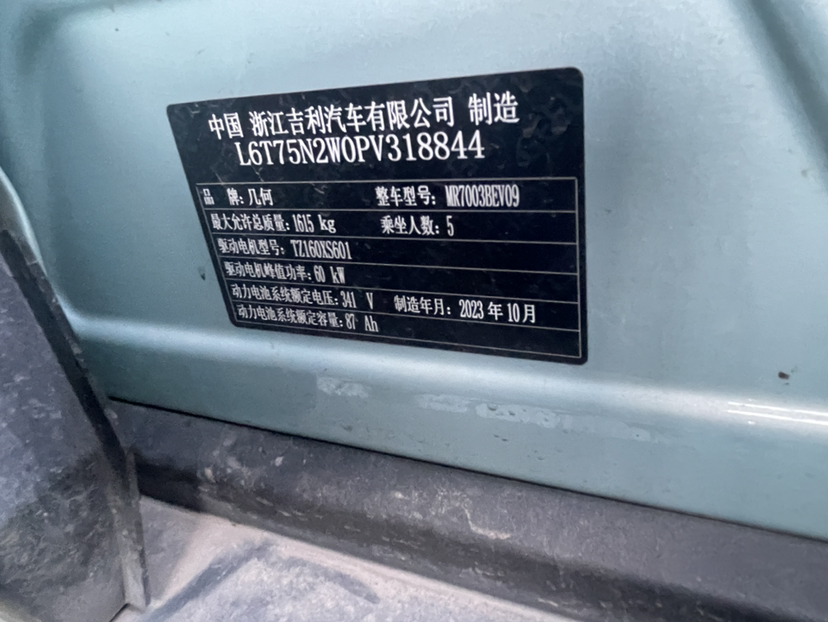 中国 浙江吉利汽车有限公司 制造
L6T75N2W0PV318844
品 牌：几何 整车型号：MR7003BEV09
最大允许总质量：1615 kg 乘坐人数：5
驱动电机型号：TZ160XS601
驱动电机峰值功率：60 kW
动力电池系统额定电压：341 V 制造年月：2023 年 10 月
动力电池系统额定容量：87 Ah